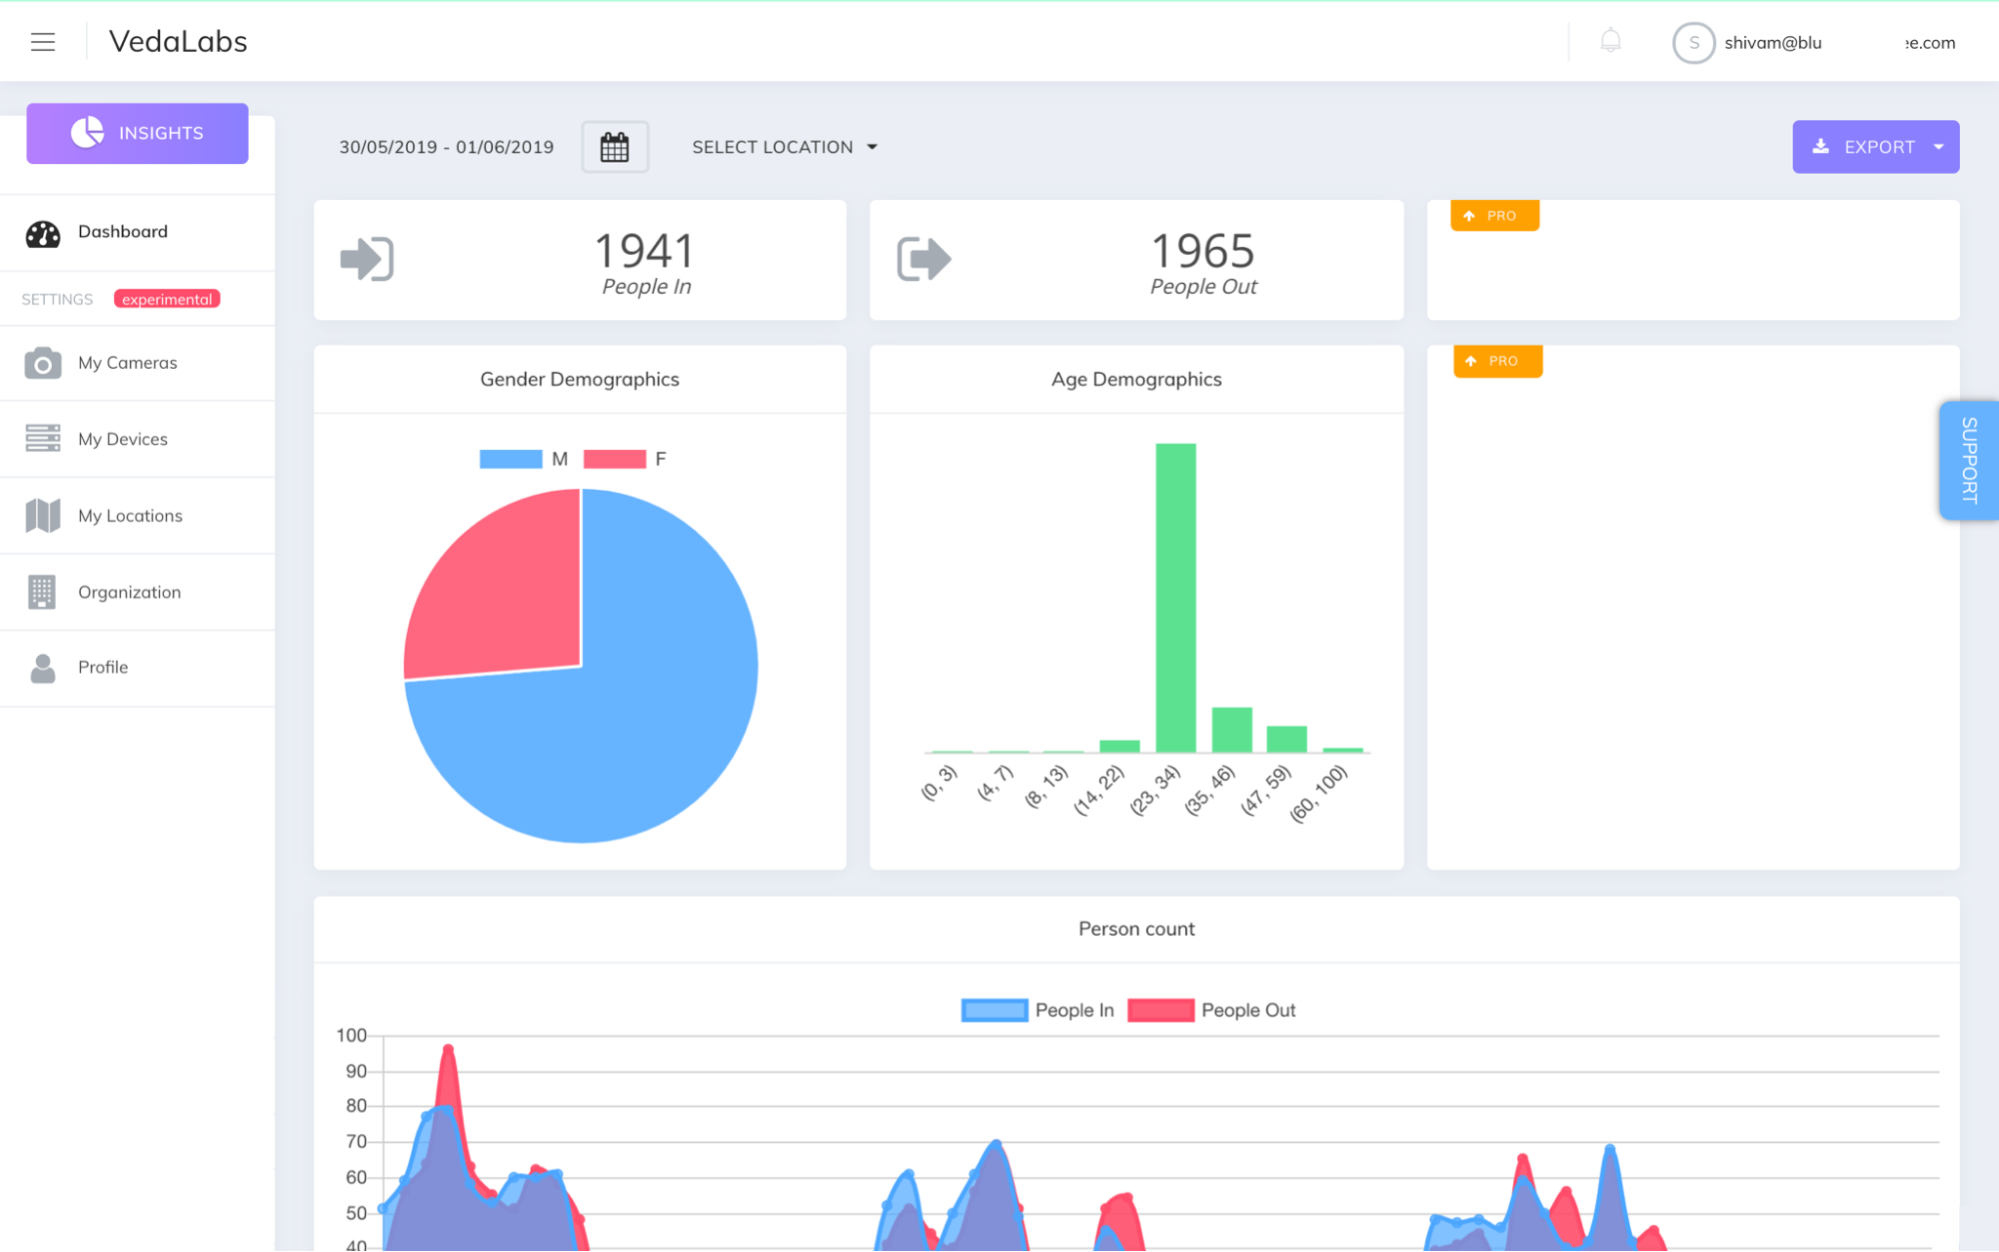 VedaLabs
S shivam@blu ee.com
INSIGHTS
30/05/2019 - 01/06/2019
SELECT LOCATION
EXPORT
Dashboard
SETTINGS experimental
My Cameras
My Devices
My Locations
Organization
Profile
1941
People In
1965
People Out
PRO
Gender Demographics
M F
Age Demographics
(0, 3) (4, 7) (8, 13) (14, 22) (23, 34) (35, 46) (47, 59) (60, 100)
PRO
SUPPORT
Person count
People In People Out
100
90
80
70
60
50
40